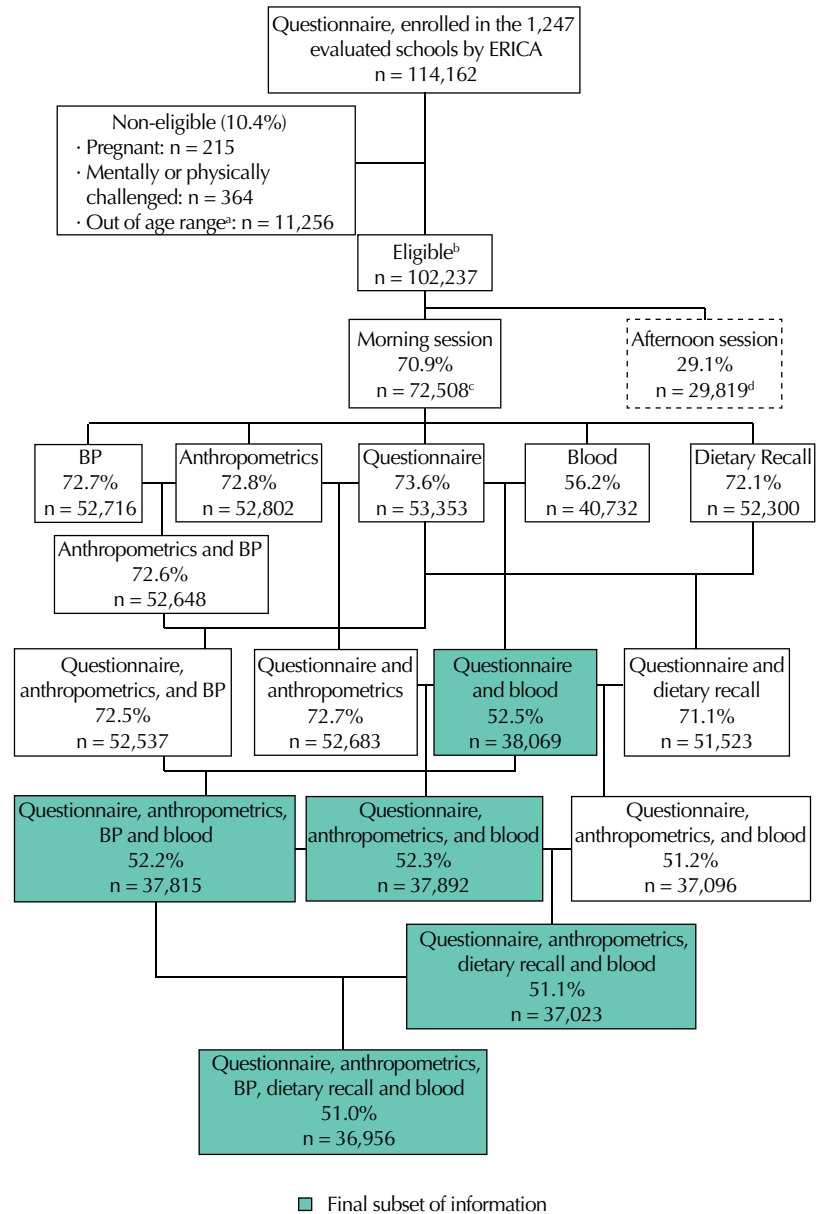 Questionnaire, enrolled in the 1,247
evaluated schools by ERICA
n = 114,162
Non-eligible (10.4%)
· Pregnant: n = 215
· Mentally or physically
challenged: n = 364
· Out of age rangeᵃ: n = 11,256
Eligibleᵇ
n = 102,237
Morning session
70.9%
n = 72,508ᶜ
Afternoon session
29.1%
n = 29,819ᵈ
BP
72.7%
n = 52,716
Anthropometrics
72.8%
n = 52,802
Questionnaire
73.6%
n = 53,353
Blood
56.2%
n = 40,732
Dietary Recall
72.1%
n = 52,300
Anthropometrics and BP
72.6%
n = 52,648
Questionnaire,
anthropometrics, and BP
72.5%
n = 52,537
Questionnaire and
anthropometrics
72.7%
n = 52,683
Questionnaire
and blood
52.5%
n = 38,069
Questionnaire and
dietary recall
71.1%
n = 51,523
Questionnaire, anthropometrics,
BP and blood
52.2%
n = 37,815
Questionnaire,
anthropometrics, and blood
52.3%
n = 37,892
Questionnaire,
anthropometrics, and blood
51.2%
n = 37,096
Questionnaire, anthropometrics,
dietary recall and blood
51.1%
n = 37,023
Questionnaire, anthropometrics,
BP, dietary recall and blood
51.0%
n = 36,956
Final subset of information